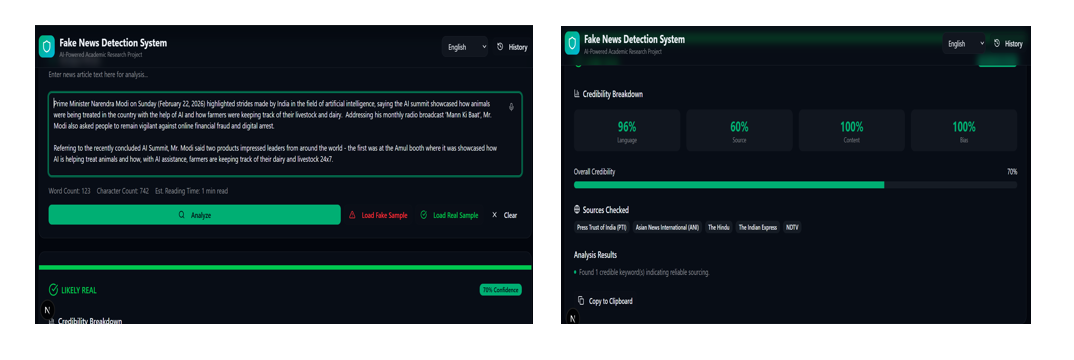 Fake News Detection System
AI-Powered Academic Research Project
English
History
Enter news article text here for analysis...
Prime Minister Narendra Modi on Sunday (February 22, 2026) highlighted strides made by India in the field of artificial intelligence, saying the AI summit showcased how animals
were being treated in the country with the help of AI and how farmers were keeping track of their livestock and dairy. Addressing his monthly radio broadcast 'Mann Ki Baat', Mr.
Modi also asked people to remain vigilant against online financial fraud and digital arrest.
Referring to the recently concluded AI Summit, Mr. Modi said two products impressed leaders from around the world - the first was at the Amul booth where it was showcased how
AI is helping treat animals and how, with AI assistance, farmers are keeping track of their dairy and livestock 24x7.
Word Count: 123 Character Count: 742 Est. Reading Time: 1 min read
Analyze
Load Fake Sample
Load Real Sample
X Clear
LIKELY REAL
70% Confidence
N
Credibility Breakdown
Fake News Detection System
AI-Powered Academic Research Project
English
History
Credibility Breakdown
96%
Language
60%
Source
100%
Content
100%
Bias
Overall Credibility
70%
Sources Checked
Press Trust of India (PTI)
Asian News International (ANI)
The Hindu
The Indian Express
NDTV
Analysis Results
• Found 1 credible keyword(s) indicating reliable sourcing.
Copy to Clipboard
N